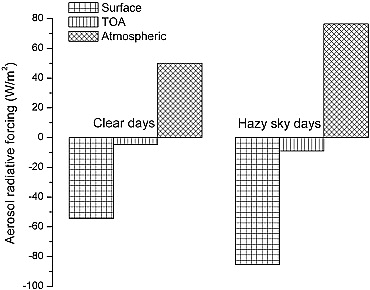 Surface
TOA
Atmospheric
Aerosol radiative forcing (W/m²)
80
60
40
20
0
-20
-40
-60
-80
-100
Clear days
Hazy sky days